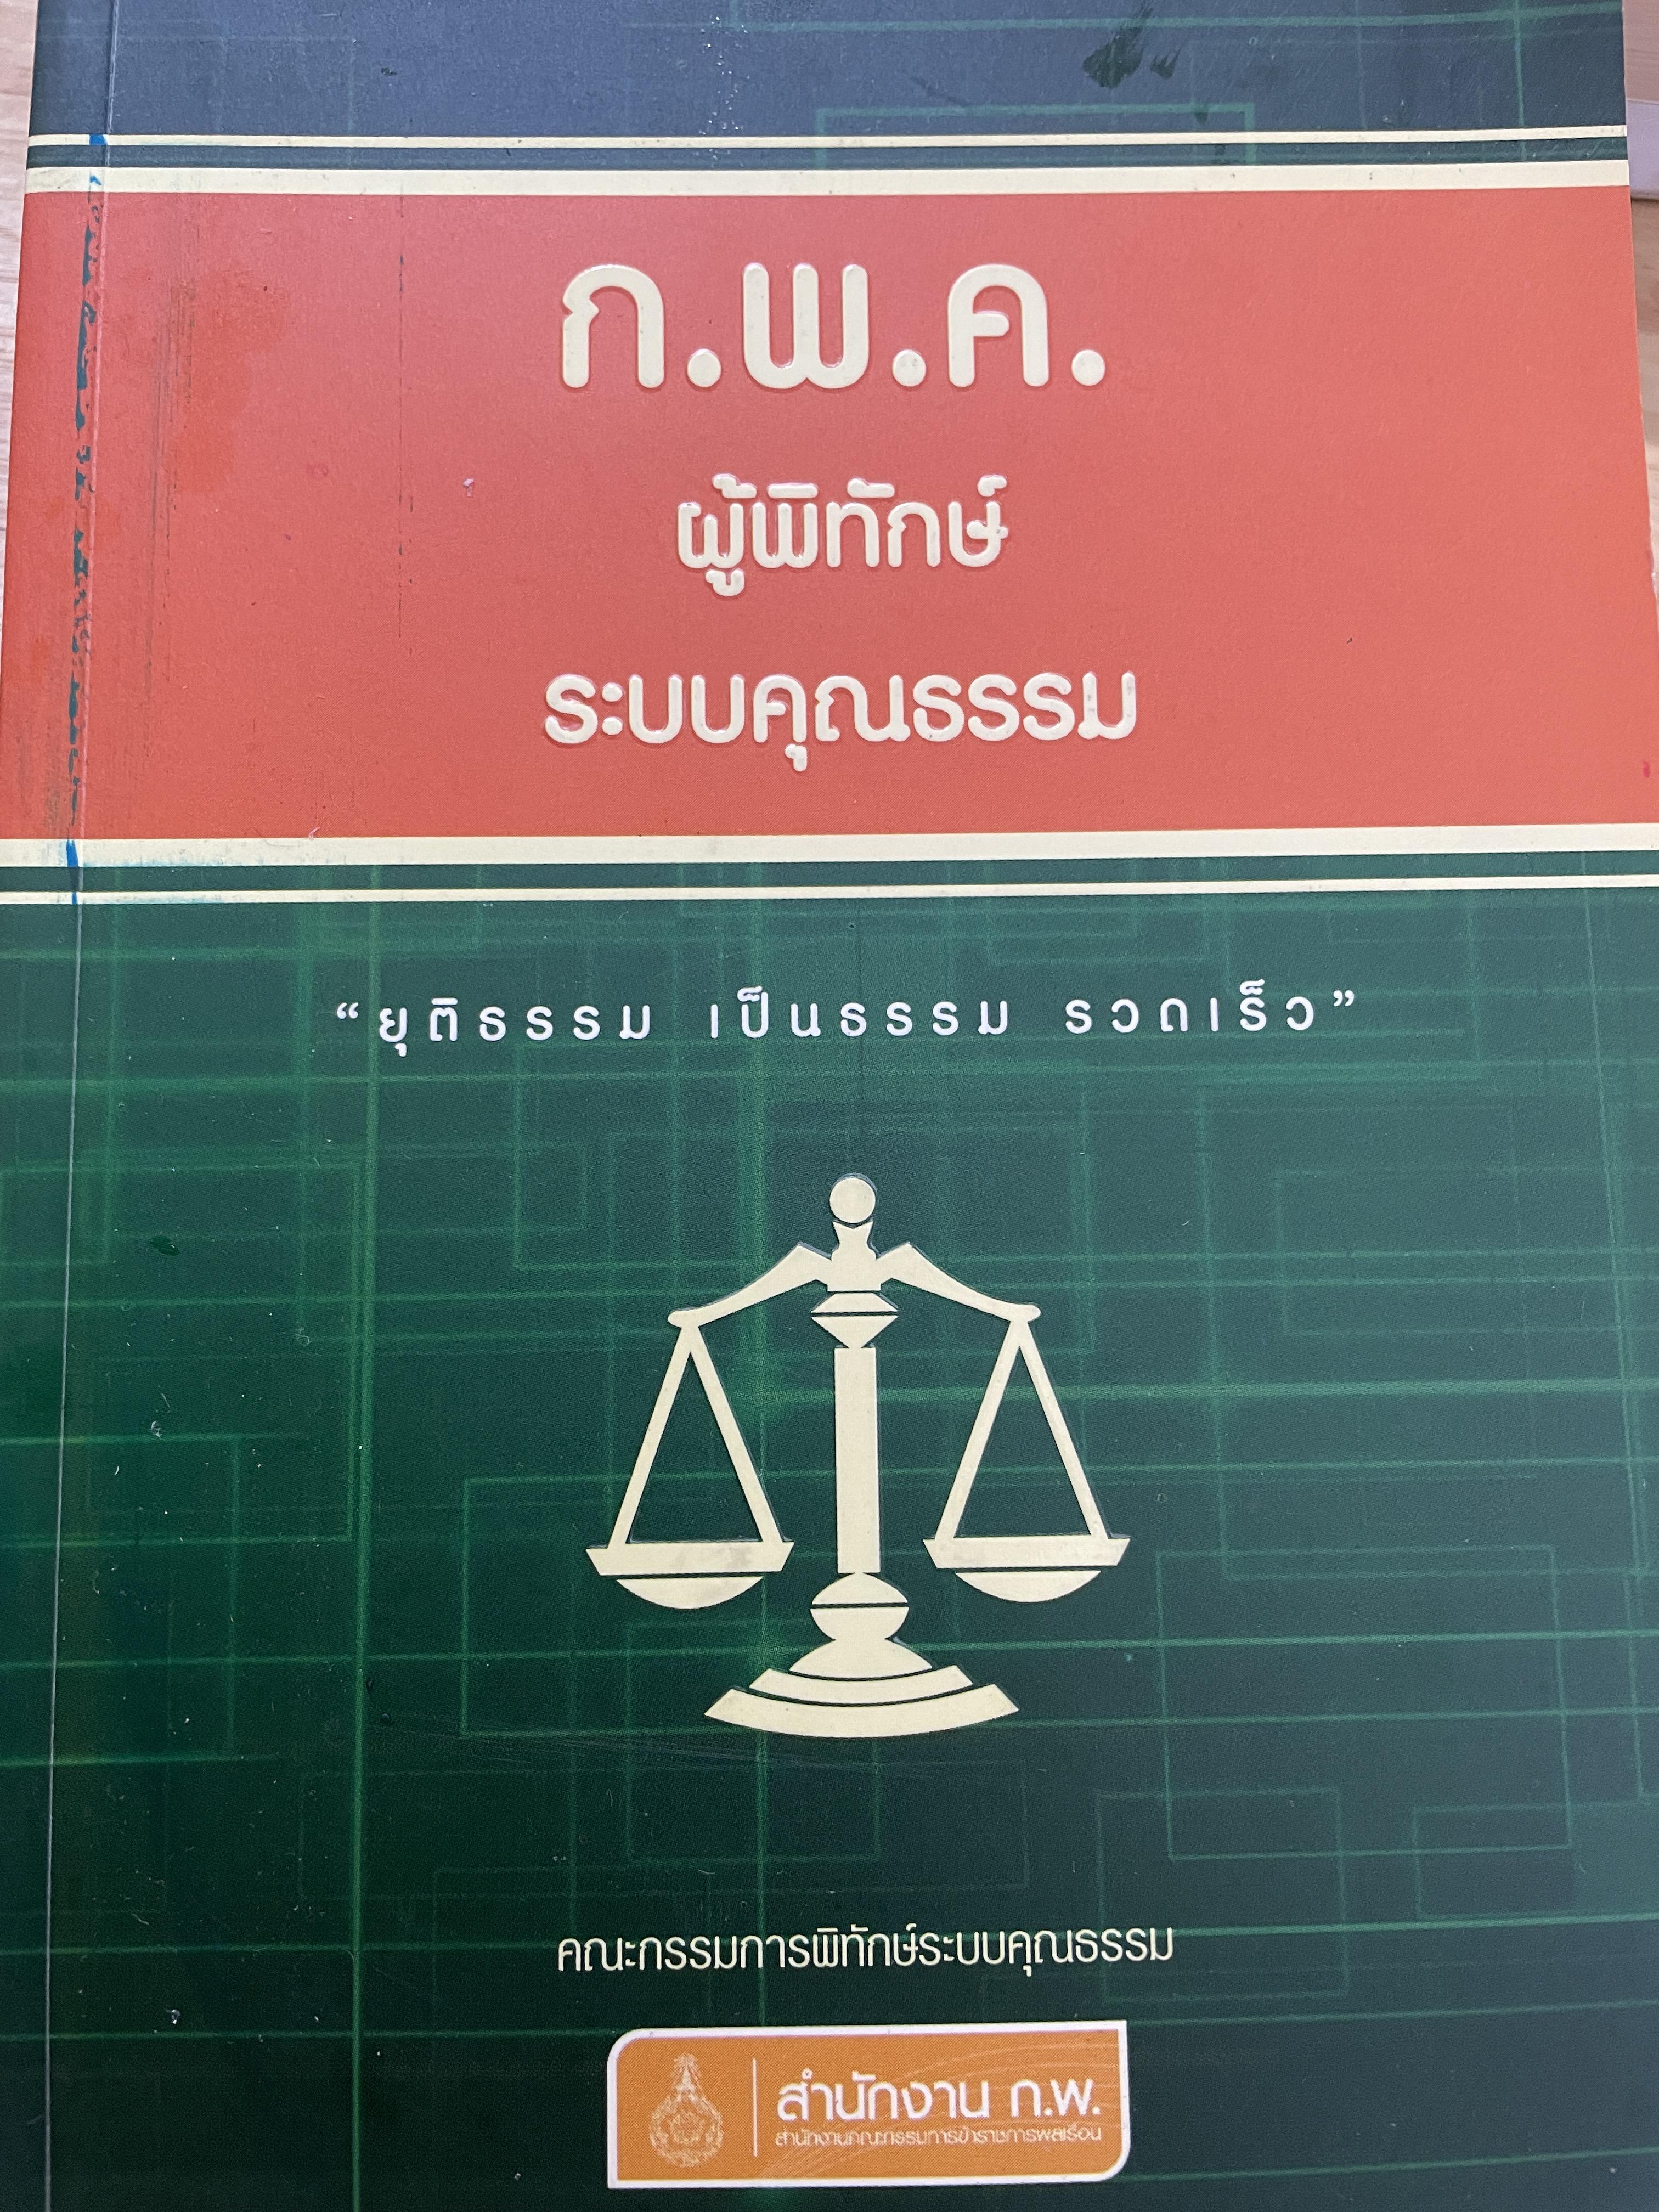 ก.พ.ค.
ผู้พิทักษ์
ระบบคุณธรรม
“ยุติธรรม เป็นธรรม รวดเร็ว”
คณะกรรมการพิทักษ์ระบบคุณธรรม
สำนักงาน ก.พ.
สำนักงานคณะกรรมการข้าราชการพลเรือน